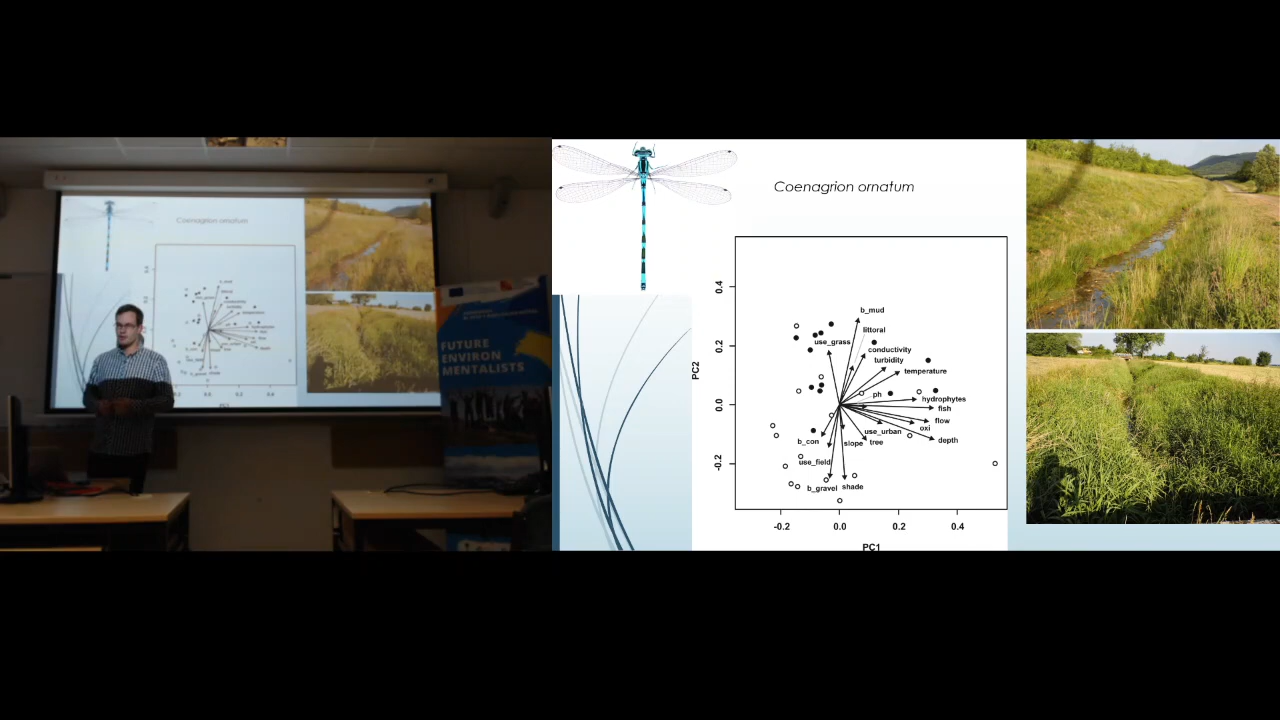 Coenagrion ornatum
FUTURE
ENVIRON
MENTALISTS
Coenagrion ornatum
PC2
0.4
0.2
0.0
-0.2
b_mud
littoral
use_grass
conductivity
turbidity
temperature
ph
hydrophytes
fish
flow
oxi
use_urban
b_con
slope
tree
depth
use_field
b_gravel
shade
-0.2
0.0
0.2
0.4
PC1